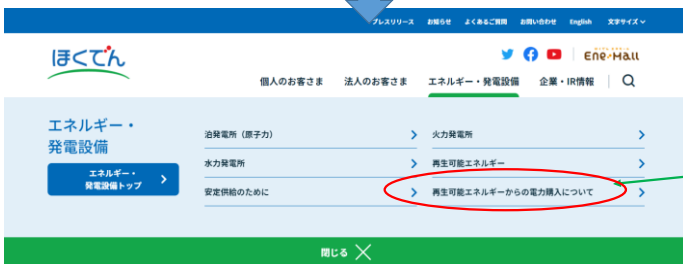 プレスリリース お知らせ よくあるご質問 お問い合わせ English 文字サイズ
ほくでん
Ene-Mall
個人のお客さま 法人のお客さま エネルギー・発電設備 企業・IR情報
エネルギー・
発電設備
エネルギー・
発電設備トップ
泊発電所（原子力）
火力発電所
水力発電所
再生可能エネルギー
安定供給のために
再生可能エネルギーからの電力購入について
閉じる